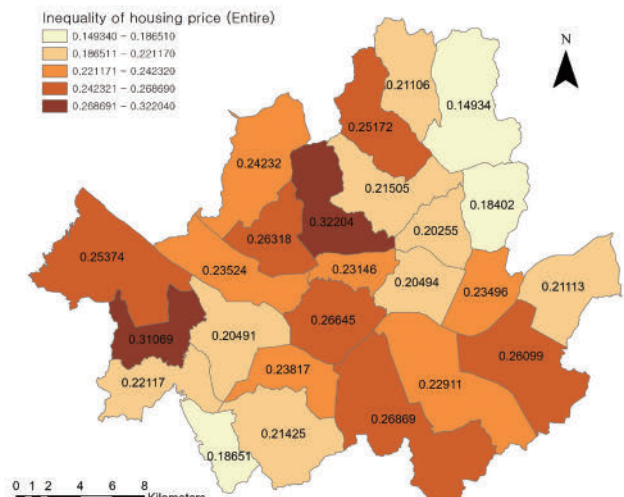 Inequality of housing price (Entire)
0.149340 - 0.186510
0.186511 - 0.221170
0.221171 - 0.242320
0.242321 - 0.268690
0.268691 - 0.322040
N
0.21106
0.14934
0.25172
0.24232
0.21505
0.18402
0.32204
0.20255
0.26318
0.25374
0.23524
0.23146
0.20494
0.23496
0.21113
0.31069
0.20491
0.26645
0.26099
0.22117
0.23817
0.22911
0.26869
0.21425
0.18651
0 1 2 4 6 8
Kilometers